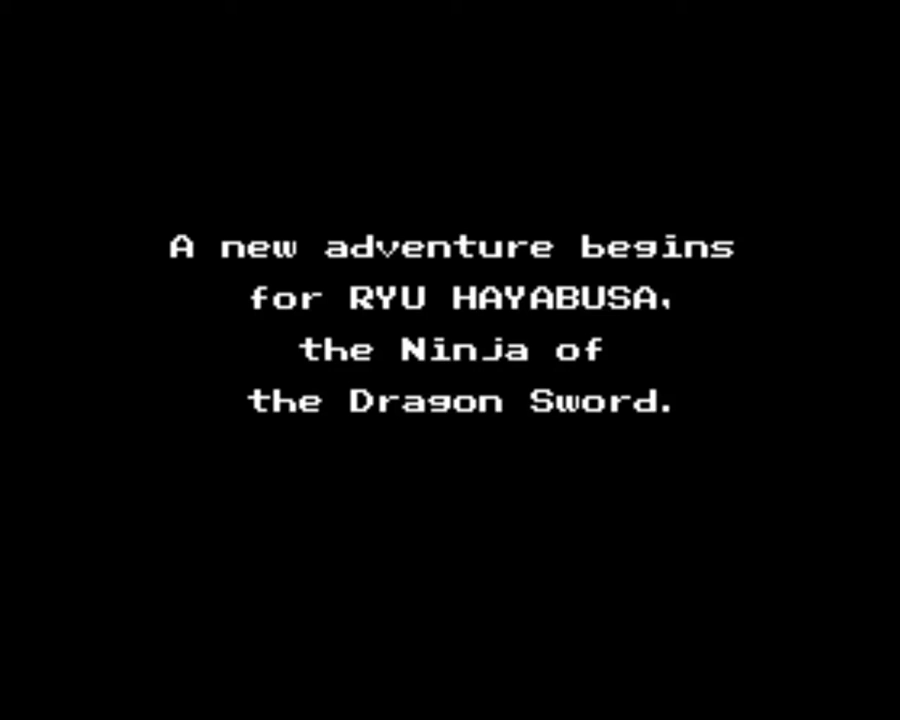 A new adventure begins
for RYU HAYABUSA,
the Ninja of
the Dragon Sword.